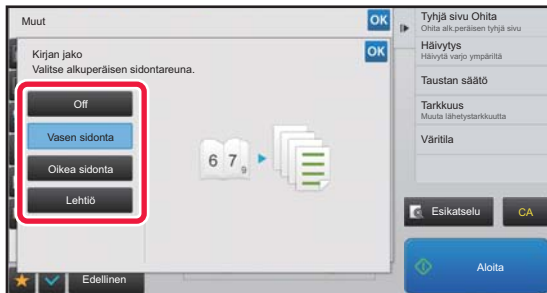 Muut
OK
Kirjan jako
Valitse alkuperäisen sidontareuna.
OK
Off
Vasen sidonta
Oikea sidonta
Lehtiö
6 7 9
Edellinen
Tyhjä sivu Ohita
Ohita alk.peräisen tyhjä sivu
Häivytys
Häivytä varjo ympäriltä
Taustan säätö
Tarkkuus
Muuta lähetystarkkuutta
Väritila
Esikatselu
CA
Aloita